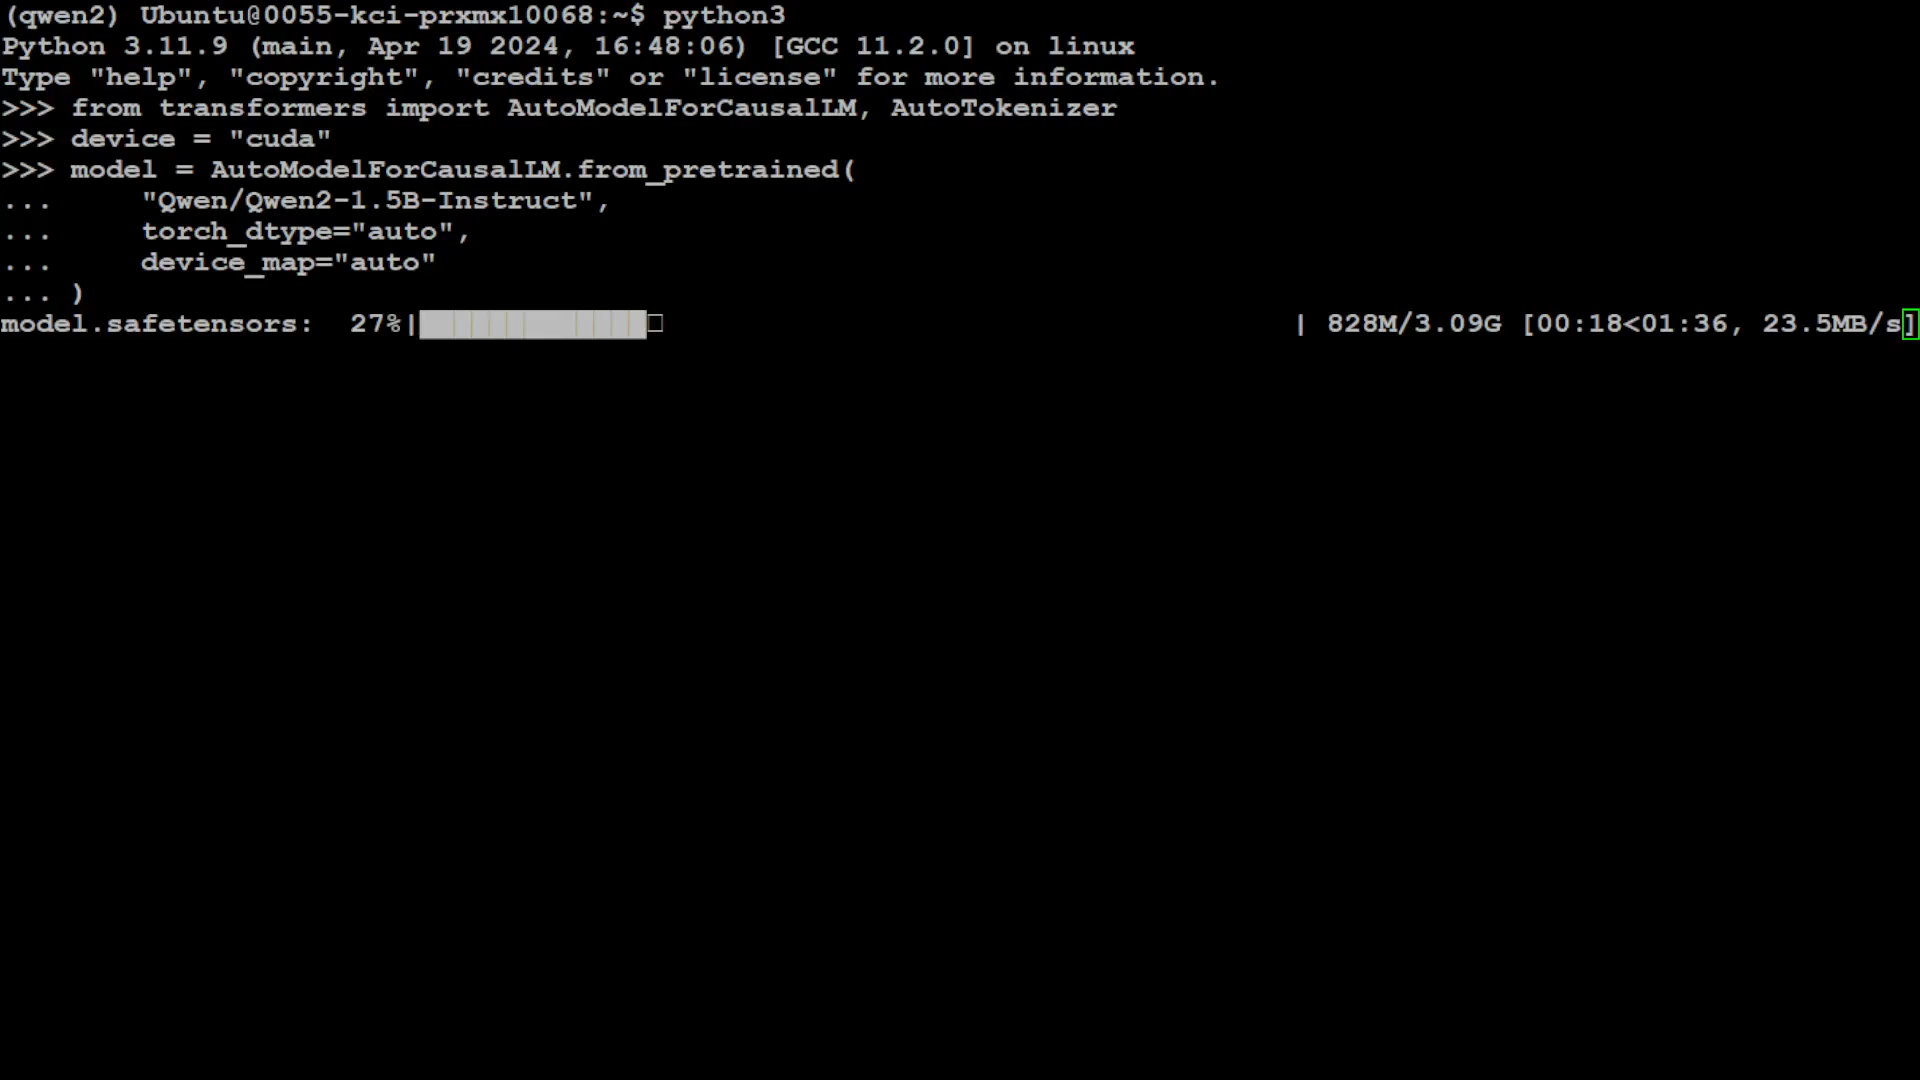 (qwen2) Ubuntu@0055-kci-prxmx10068:~$ python3
Python 3.11.9 (main, Apr 19 2024, 16:48:06) [GCC 11.2.0] on linux
Type "help", "copyright", "credits" or "license" for more information.
>>> from transformers import AutoModelForCausalLM, AutoTokenizer
>>> device = "cuda"
>>> model = AutoModelForCausalLM.from_pretrained(
...     "Qwen/Qwen2-1.5B-Instruct",
...     torch_dtype="auto",
...     device_map="auto"
... )
model.safetensors:  27%|█████████████□ | 828M/3.09G [00:18<01:36, 23.5MB/s]